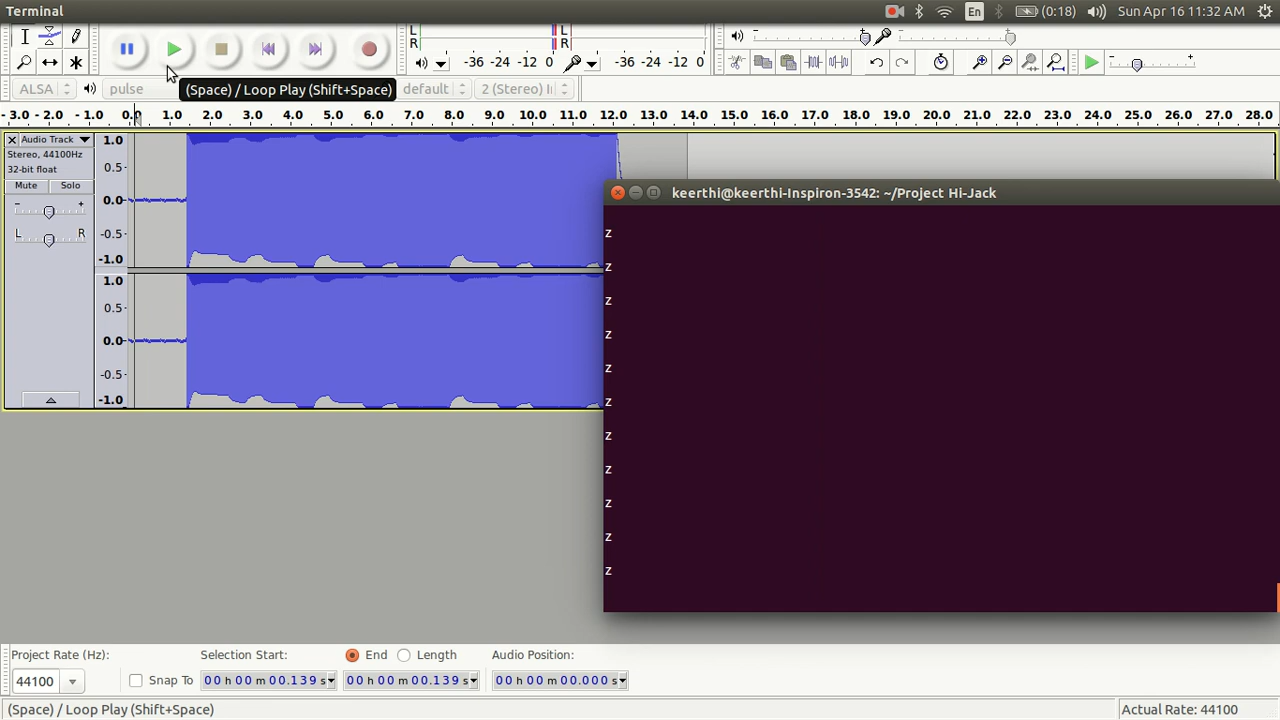 Terminal
En
(0:18)
Sun Apr 16 11:32 AM
L
R
-36 -24 -12 0
L
R
-36 -24 -12 0
ALSA
pulse
(Space) / Loop Play (Shift+Space)
default
2 (Stereo)
- 3.0 - 2.0 - 1.0 0.0 1.0 2.0 3.0 4.0 5.0 6.0 7.0 8.0 9.0 10.0 11.0 12.0 13.0 14.0 15.0 16.0 17.0 18.0 19.0 20.0 21.0 22.0 23.0 24.0 25.0 26.0 27.0 28.0
Audio Track
Stereo, 44100Hz
32-bit float
Mute Solo
- +
L R
1.0
0.5
0.0
-0.5
-1.0
1.0
0.5
0.0
-0.5
-1.0
keerthi@keerthi-Inspiron-3542: ~/Project Hi-Jack
z
z
z
z
z
z
z
z
z
z
z
Project Rate (Hz):
Selection Start:
End
Length
Audio Position:
44100
Snap To
00 h 00 m 00.139 s
00 h 00 m 00.139 s
00 h 00 m 00.000 s
(Space) / Loop Play (Shift+Space)
Actual Rate: 44100